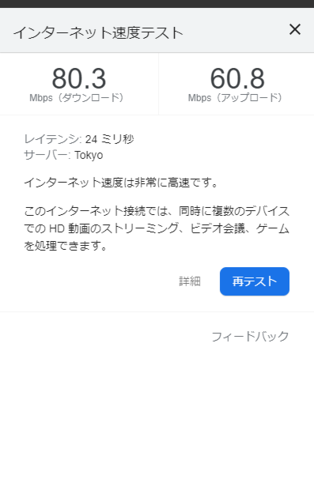 インターネット速度テスト
80.3
Mbps（ダウンロード）
60.8
Mbps（アップロード）
レイテンシ: 24 ミリ秒
サーバー: Tokyo
インターネット速度は非常に高速です。
このインターネット接続では、同時に複数のデバイス
での HD 動画のストリーミング、ビデオ会議、ゲーム
を処理できます。
詳細
再テスト
フィードバック